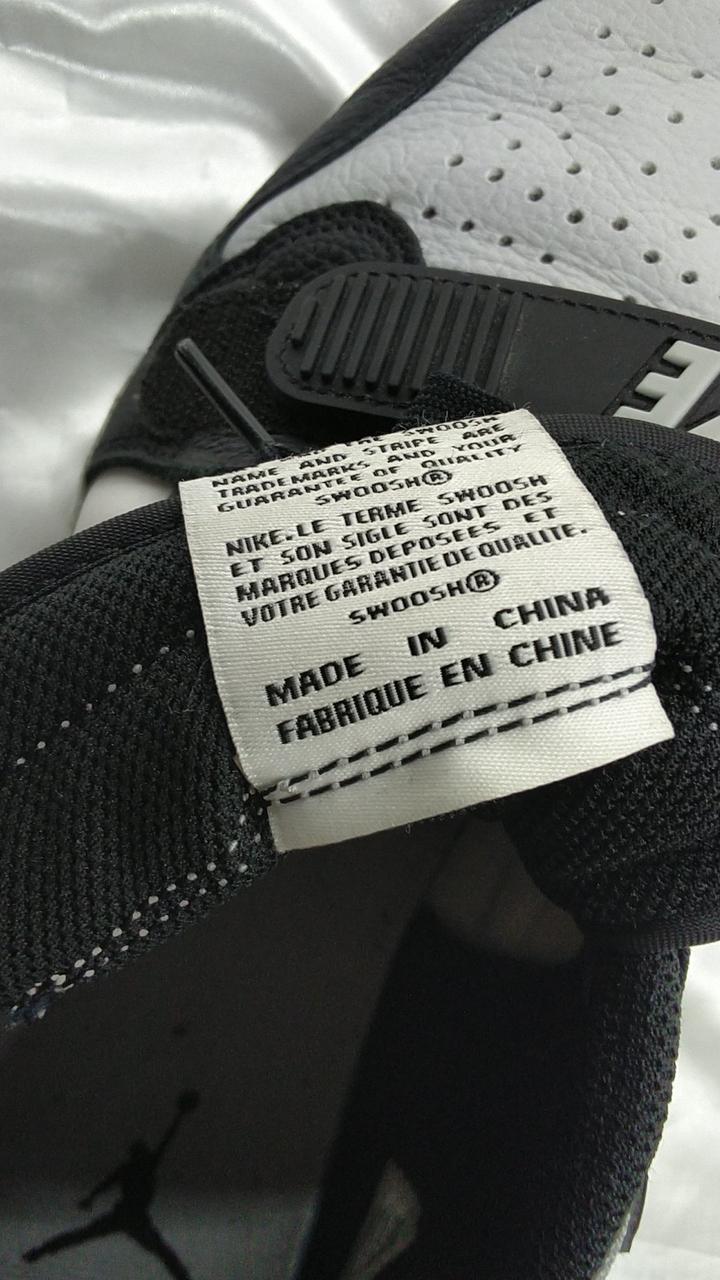 THE SWOOSH
NAME AND STRIPE ARE
TRADEMARKS AND YOUR
GUARANTEE OF QUALITY
SWOOSH®
NIKE.LE TERME SWOOSH
ET SON SIGLE SONT DES
MARQUES DEPOSEES ET
VOTRE GARANTIE DE QUALITE.
SWOOSH®
MADE IN CHINA
FABRIQUE EN CHINE